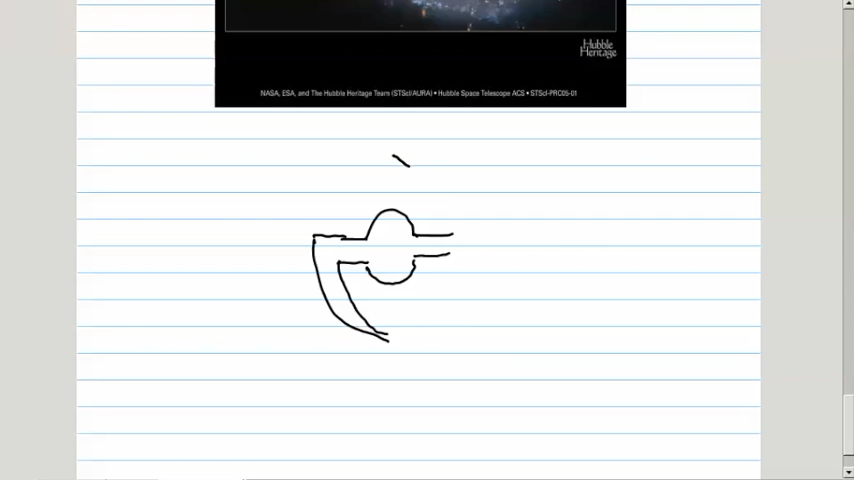 Hubble
Heritage
NASA, ESA, and The Hubble Heritage Team (STScI/AURA) • Hubble Space Telescope ACS • STScI-PRC05-01